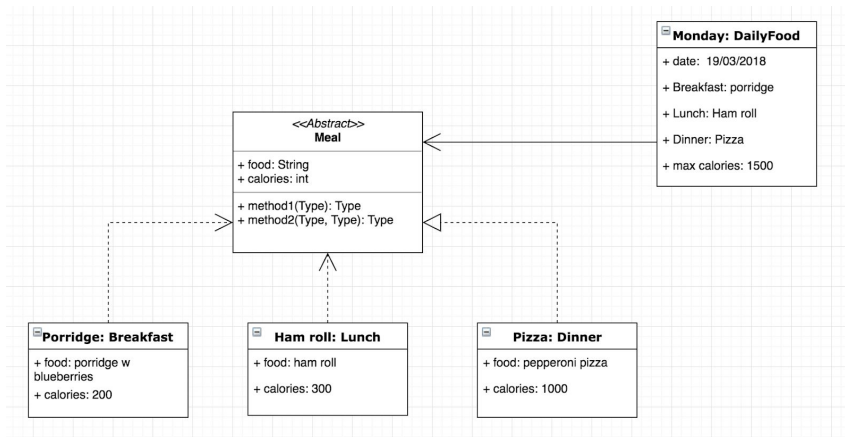 Monday: DailyFood
+ date:  19/03/2018
+ Breakfast: porridge
+ Lunch: Ham roll
+ Dinner: Pizza
+ max calories: 1500
<<Abstract>>
Meal
+ food: String
+ calories: int
+ method1(Type): Type
+ method2(Type, Type): Type
Porridge: Breakfast
+ food: porridge w
blueberries
+ calories: 200
Ham roll: Lunch
+ food: ham roll
+ calories: 300
Pizza: Dinner
+ food: pepperoni pizza
+ calories: 1000